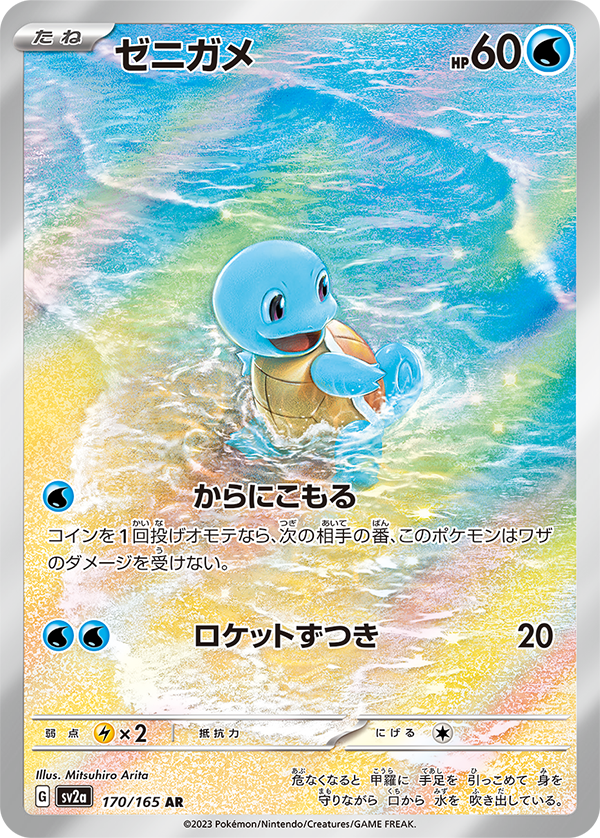 たね ゼニガメ HP60
からにこもる
コインを1回投げオモテなら、次の相手の番、このポケモンはワザ
のダメージを受けない。
ロケットずつき 20
弱点 ×2 抵抗力 にげる
Illus. Mitsuhiro Arita
G sv2a 170/165 AR
危なくなると 甲羅に 手足を 引っこめて 身を
守りながら 口から 水を 吹き出している。
©2023 Pokémon/Nintendo/Creatures/GAME FREAK.